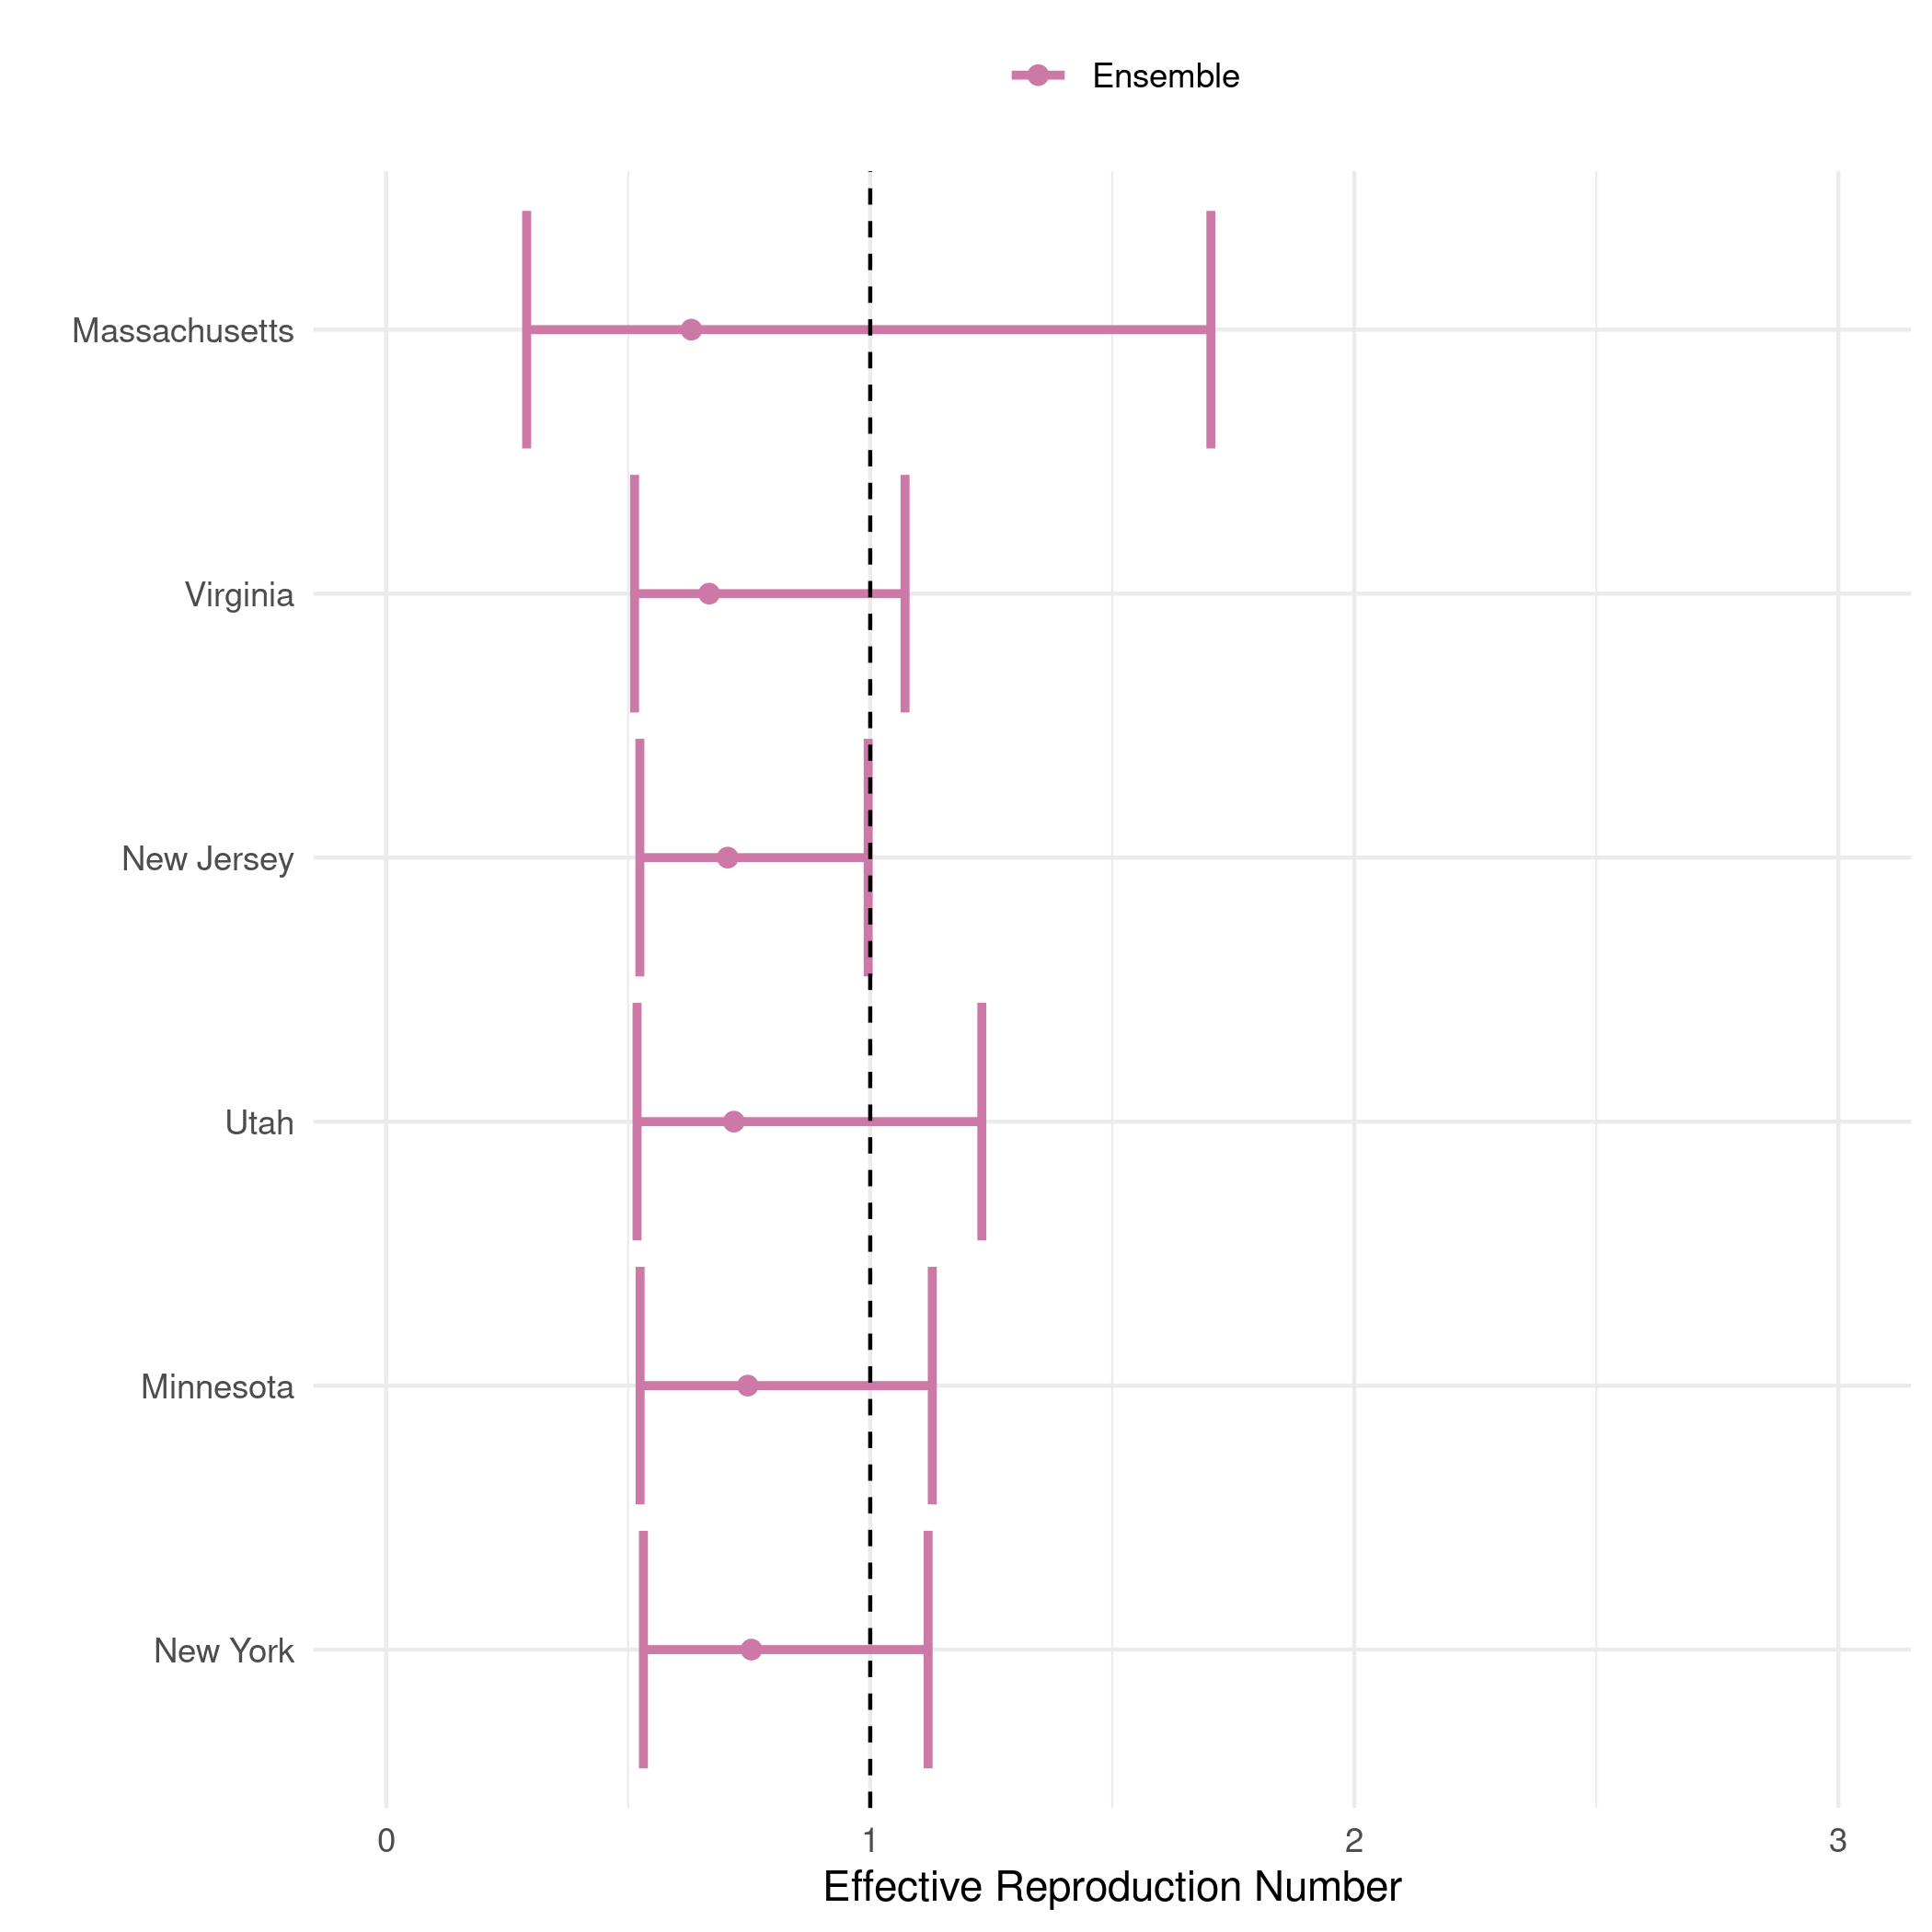 Ensemble
Massachusetts
Virginia
New Jersey
Utah
Minnesota
New York
0 1 2 3
Effective Reproduction Number